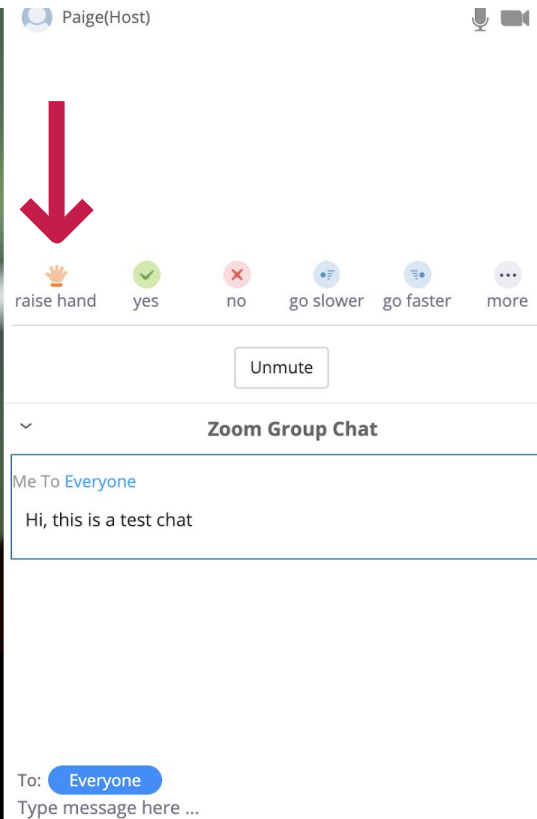 Paige(Host)
raise hand yes no go slower go faster more
Unmute
Zoom Group Chat
Me To Everyone
Hi, this is a test chat
To: Everyone
Type message here ...